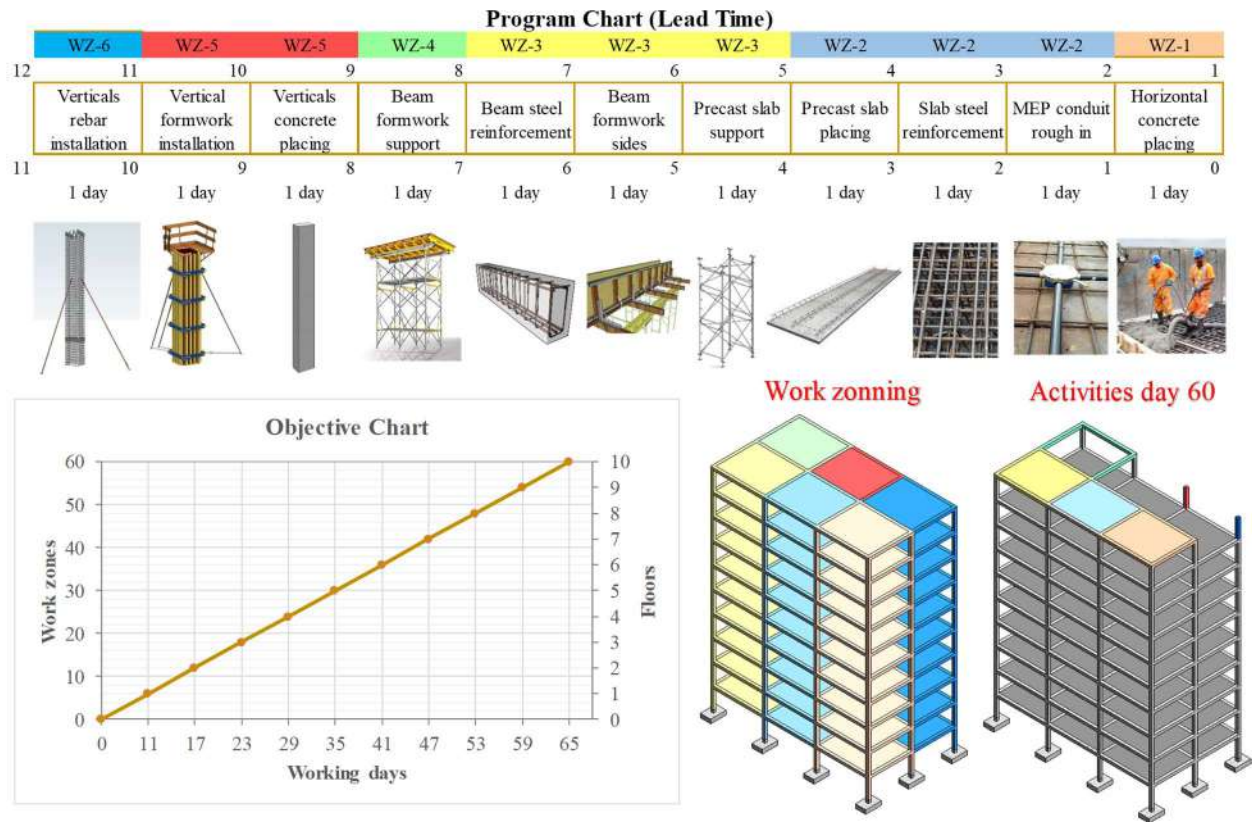 Program Chart (Lead Time)
WZ-6 WZ-5 WZ-5 WZ-4 WZ-3 WZ-3 WZ-3 WZ-2 WZ-2 WZ-2 WZ-1
12 11 10 9 8 7 6 5 4 3 2 1
Verticals rebar installation
Vertical formwork installation
Verticals concrete placing
Beam formwork support
Beam steel reinforcement
Beam formwork sides
Precast slab support
Precast slab placing
Slab steel reinforcement
MEP conduit rough in
Horizontal concrete placing
11 10 9 8 7 6 5 4 3 2 1 0
1 day 1 day 1 day 1 day 1 day 1 day 1 day 1 day 1 day 1 day 1 day
Objective Chart
Work zones
60
50
40
30
20
10
0
10
9
8
7
6
5
4
3
2
1
0
Floors
0 11 17 23 29 35 41 47 53 59 65
Working days
Work zonning
Activities day 60